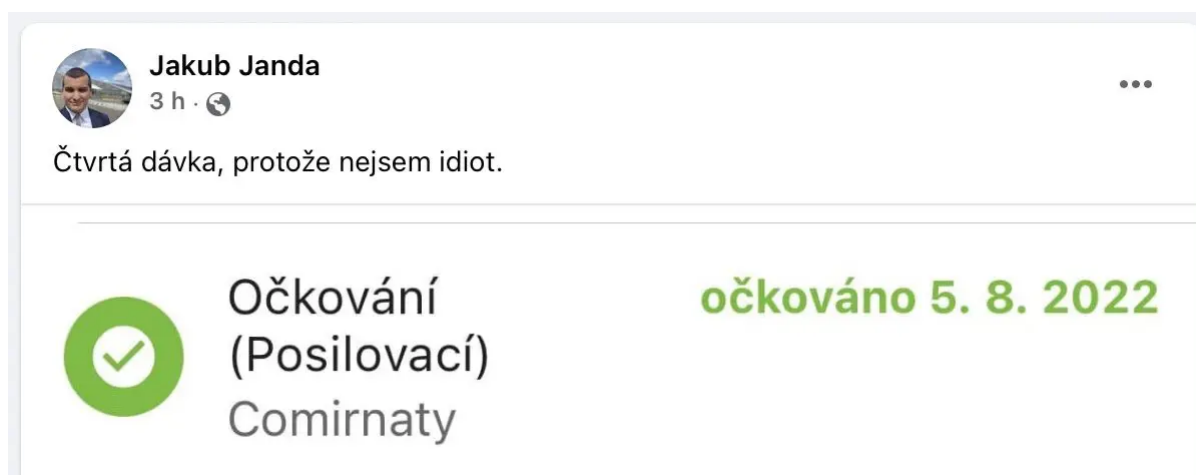 Jakub Janda
3 h ·
Čtvrtá dávka, protože nejsem idiot.
Očkování
(Posilovací)
Comirnaty
očkováno 5. 8. 2022